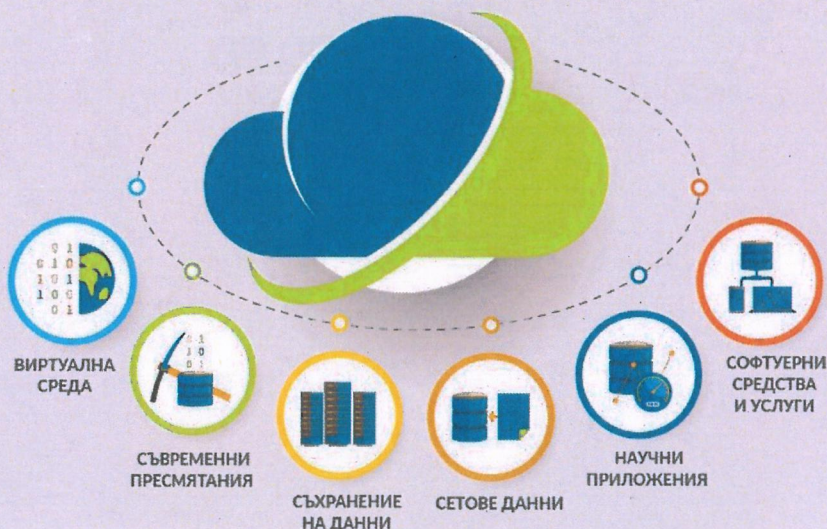 ВИРТУАЛНА
СРЕДА
СЪВРЕМЕННИ
ПРЕСМЯТАНИЯ
СЪХРАНЕНИЕ
НА ДАННИ
СЕТОВЕ ДАННИ
НАУЧНИ
ПРИЛОЖЕНИЯ
СОФТУЕРНИ
СРЕДСТВА
И УСЛУГИ